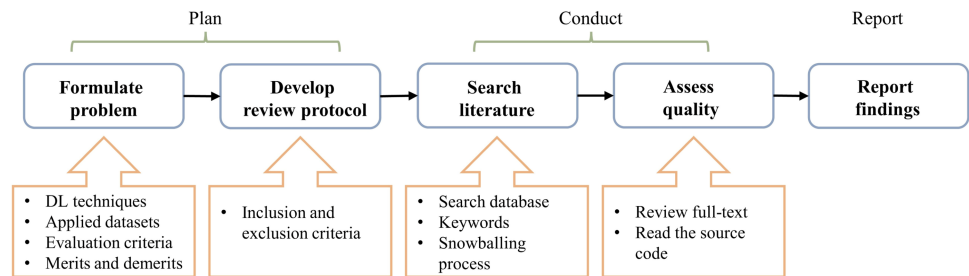 Plan
Conduct
Report
Formulate
problem
Develop
review protocol
Search
literature
Assess
quality
Report
findings
• DL techniques
• Applied datasets
• Evaluation criteria
• Merits and demerits
• Inclusion and
exclusion criteria
• Search database
• Keywords
• Snowballing
process
• Review full-text
• Read the source
code